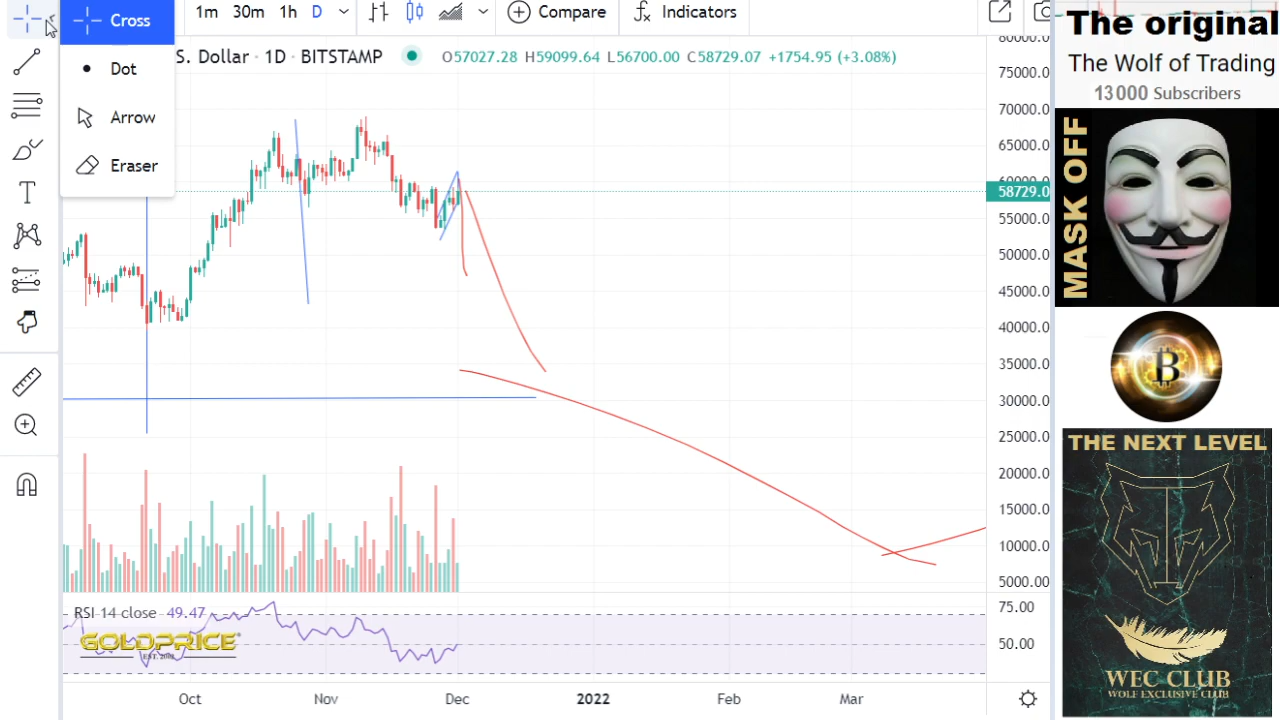 Cross
1m 30m 1h D
Compare
Indicators
Dot
S. Dollar · 1D · BITSTAMP
O57027.28 H59099.64 L56700.00 C58729.07 +1754.95 (+3.08%)
Arrow
Eraser
80000.0
75000.0
70000.0
65000.0
60000.0
58729.0
55000.0
50000.0
45000.0
40000.0
35000.0
30000.0
25000.0
20000.0
15000.0
10000.0
5000.00
RSI 14 close 49.47
75.00
50.00
GOLDPRICE
EST. 2002
Oct Nov Dec 2022 Feb Mar
The original
The Wolf of Trading
13000 Subscribers
MASK OFF
B
THE NEXT LEVEL
WEC CLUB
WOLF EXCLUSIVE CLUB